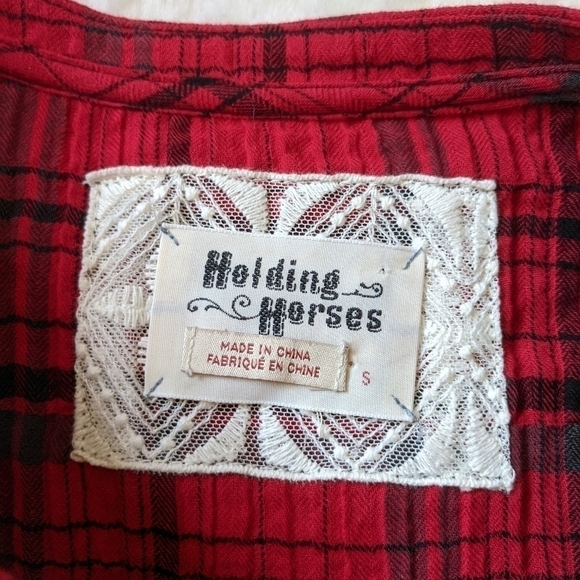 Holding
Horses
MADE IN CHINA
FABRIQUÉ EN CHINE
S